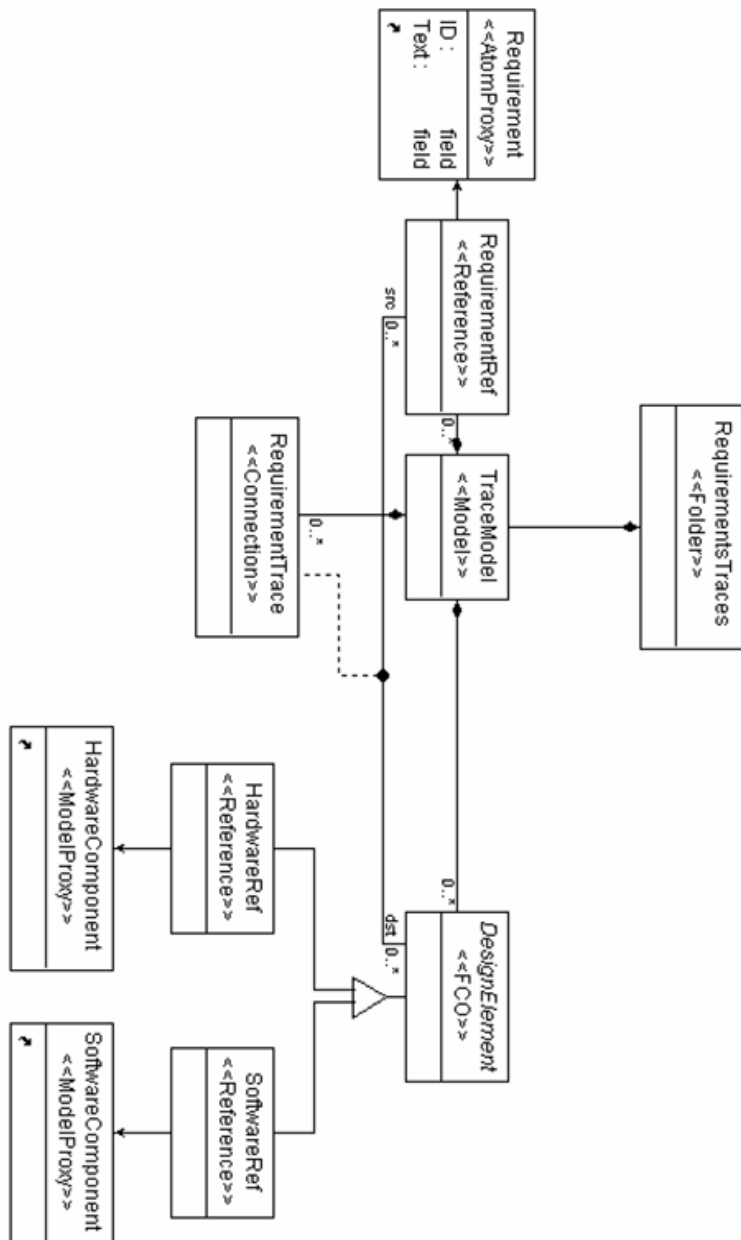 RequirementsTraces
<<Folder>>
Requirement
<<AtomProxy>>
ID : field
Text : field
RequirementRef
<<Reference>>
0..*
TraceModel
<<Model>>
0..*
DesignElement
<<FCO>>
src
0..*
dst
0..*
0..*
RequirementTrace
<<Connection>>
HardwareRef
<<Reference>>
SoftwareRef
<<Reference>>
HardwareComponent
<<ModelProxy>>
SoftwareComponent
<<ModelProxy>>